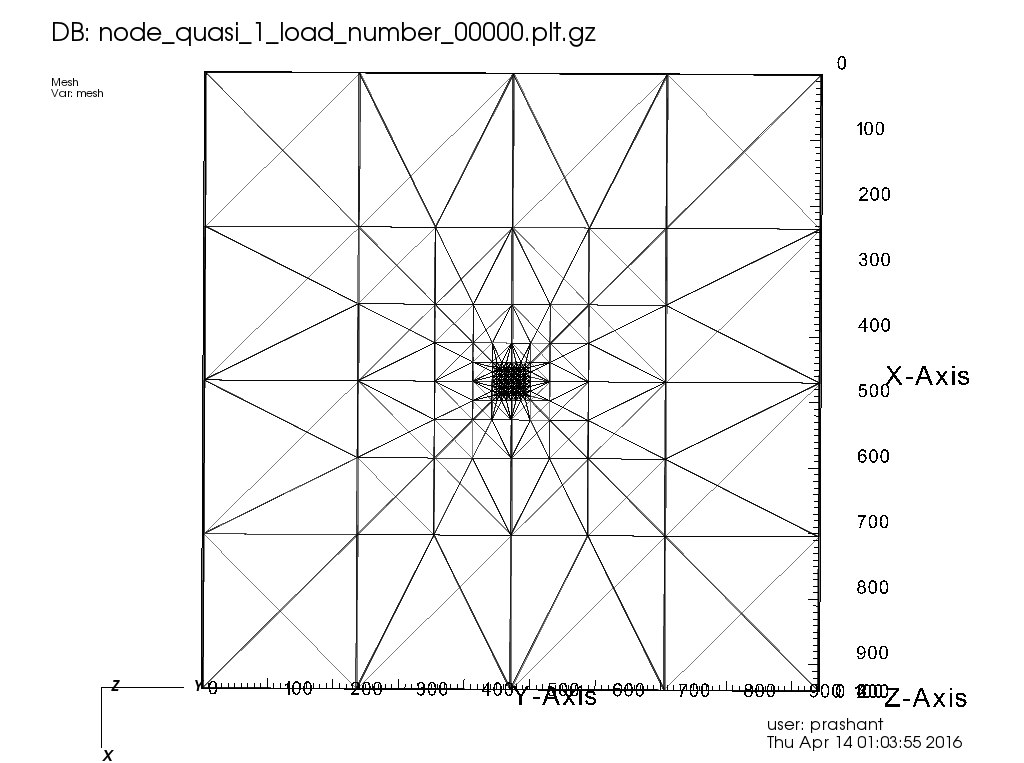 DB: node_quasi_1_load_number_00000.plt.gz
Mesh
Var: mesh
0
100
200
300
400
X-Axis
500
600
700
800
900
Z Y 0 100 200 300 400 500 600 700 800 900 0
Y-Axis
Z-Axis
X
user: prashant
Thu Apr 14 01:03:55 2016